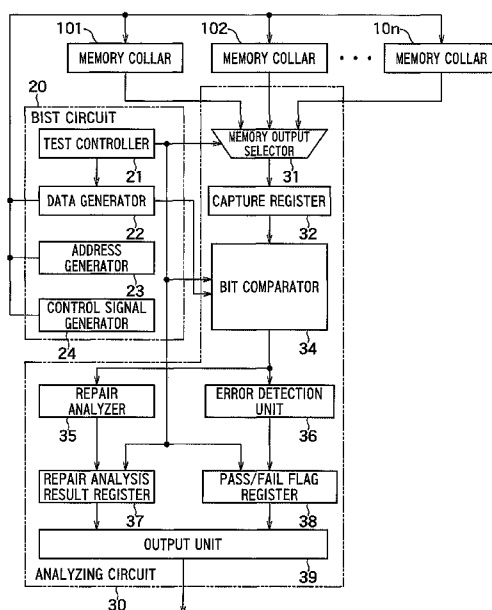 101
102
10n
MEMORY COLLAR
MEMORY COLLAR
• • •
MEMORY COLLAR
20
BIST CIRCUIT
TEST CONTROLLER
21
MEMORY OUTPUT
SELECTOR
31
DATA GENERATOR
22
CAPTURE REGISTER
32
ADDRESS
GENERATOR
23
BIT COMPARATOR
34
CONTROL SIGNAL
GENERATOR
24
REPAIR
ANALYZER
35
ERROR DETECTION
UNIT
36
REPAIR ANALYSIS
RESULT REGISTER
37
PASS/FAIL FLAG
REGISTER
38
OUTPUT UNIT
39
ANALYZING CIRCUIT
30